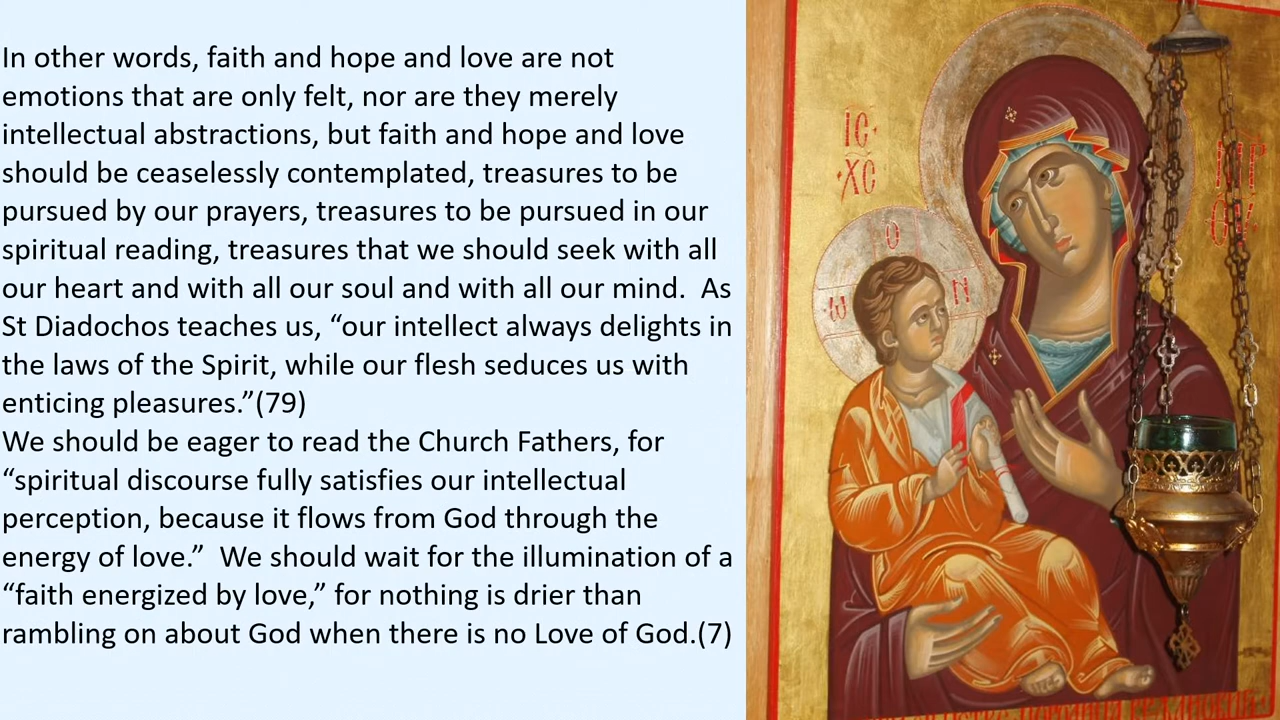 In other words, faith and hope and love are not
emotions that are only felt, nor are they merely
intellectual abstractions, but faith and hope and love
should be ceaselessly contemplated, treasures to be
pursued by our prayers, treasures to be pursued in our
spiritual reading, treasures that we should seek with all
our heart and with all our soul and with all our mind.  As
St Diadochos teaches us, “our intellect always delights in
the laws of the Spirit, while our flesh seduces us with
enticing pleasures.”(79)
We should be eager to read the Church Fathers, for
“spiritual discourse fully satisfies our intellectual
perception, because it flows from God through the
energy of love.”  We should wait for the illumination of a
“faith energized by love,” for nothing is drier than
rambling on about God when there is no Love of God.(7)
ІС
ХС
МР
ΘΥ
О
Ѡ Н